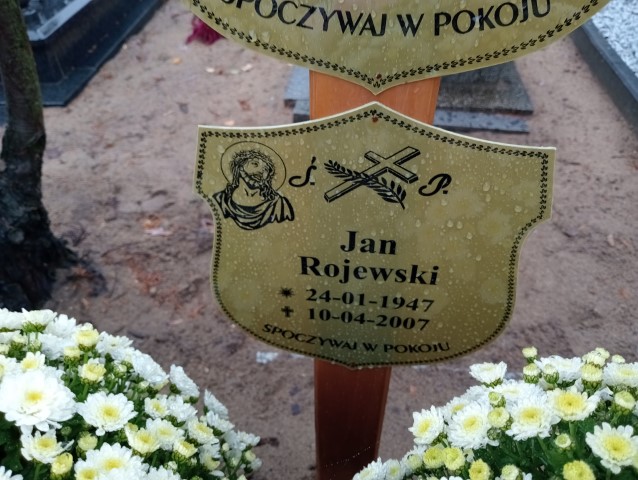 SPOCZYWAJ W POKOJU
Ś. P.
Jan
Rojewski
* 24-01-1947
✝ 10-04-2007
SPOCZYWAJ W POKOJU